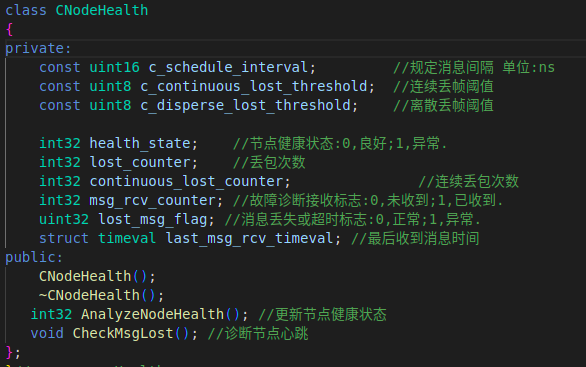 class CNodeHealth
{
private:
    const uint16 c_schedule_interval;         //规定消息间隔 单位:ns
    const uint8 c_continuous_lost_threshold;  //连续丢帧阈值
    const uint8 c_disperse_lost_threshold;    //离散丢帧阈值
    int32 health_state;    //节点健康状态:0,良好;1,异常.
    int32 lost_counter;    //丢包次数
    int32 continuous_lost_counter;               //连续丢包次数
    int32 msg_rcv_counter; //故障诊断接收标志:0,未收到;1,已收到.
    uint32 lost_msg_flag; //消息丢失或超时标志:0,正常;1,异常.
    struct timeval last_msg_rcv_timeval; //最后收到消息时间
public:
    CNodeHealth();
    ~CNodeHealth();
   int32 AnalyzeNodeHealth(); //更新节点健康状态
   void CheckMsgLost(); //诊断节点心跳
};